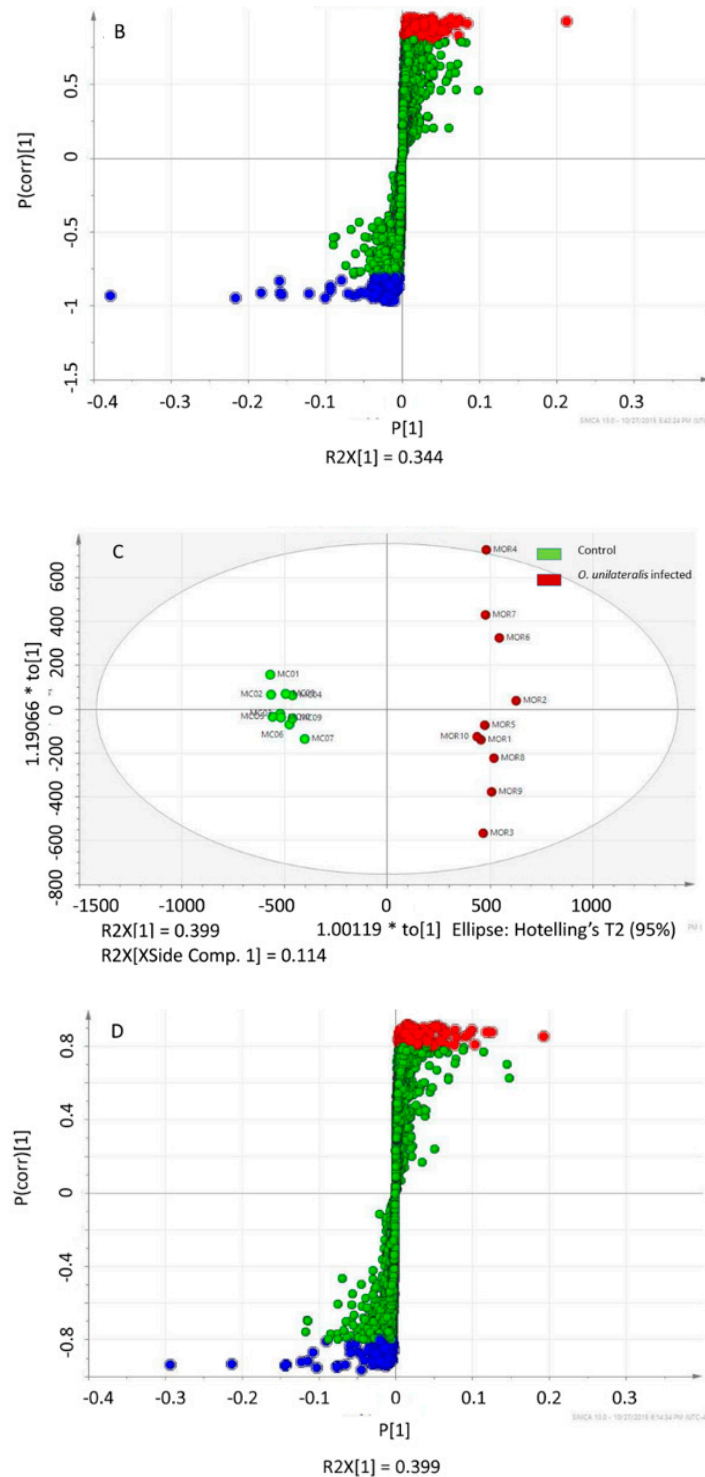 B
0.5
0
-0.5
-1
-1.5
P(corr)[1]
-0.4 -0.3 -0.2 -0.1 0 0.1 0.2 0.3
P[1]
R2X[1] = 0.344
C
Control
O. unilateralis infected
600
400
200
0
-200
-400
-600
-800
1.19066 * to[1]
MOR4
MOR7
MOR6
MOR2
MOR5
MOR10 MOR1
MOR8
MOR9
MOR3
MC01
MC02
MC04
MC09
MC06
MC07
-1500 -1000 -500 0 500 1000
R2X[1] = 0.399 1.00119 * to[1] Ellipse: Hotelling's T2 (95%)
R2X[XSide Comp. 1] = 0.114
D
0.8
0.4
0
-0.4
-0.8
P(corr)[1]
-0.4 -0.3 -0.2 -0.1 0 0.1 0.2 0.3
P[1]
R2X[1] = 0.399